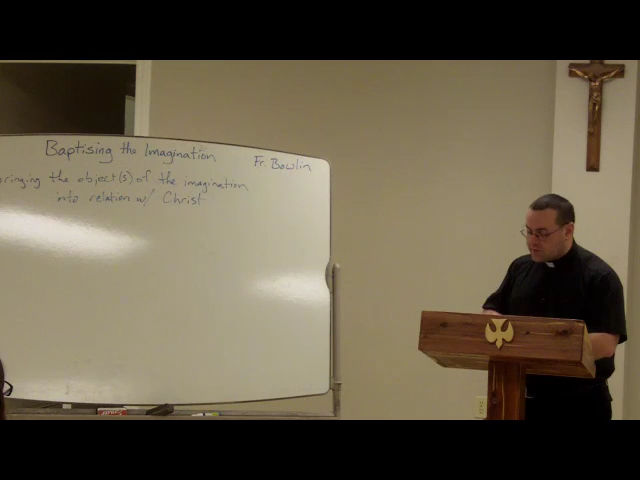 Baptising the Imagination
Fr. Bowlin
ringing the object(s) of the imagination
into relation w/ Christ